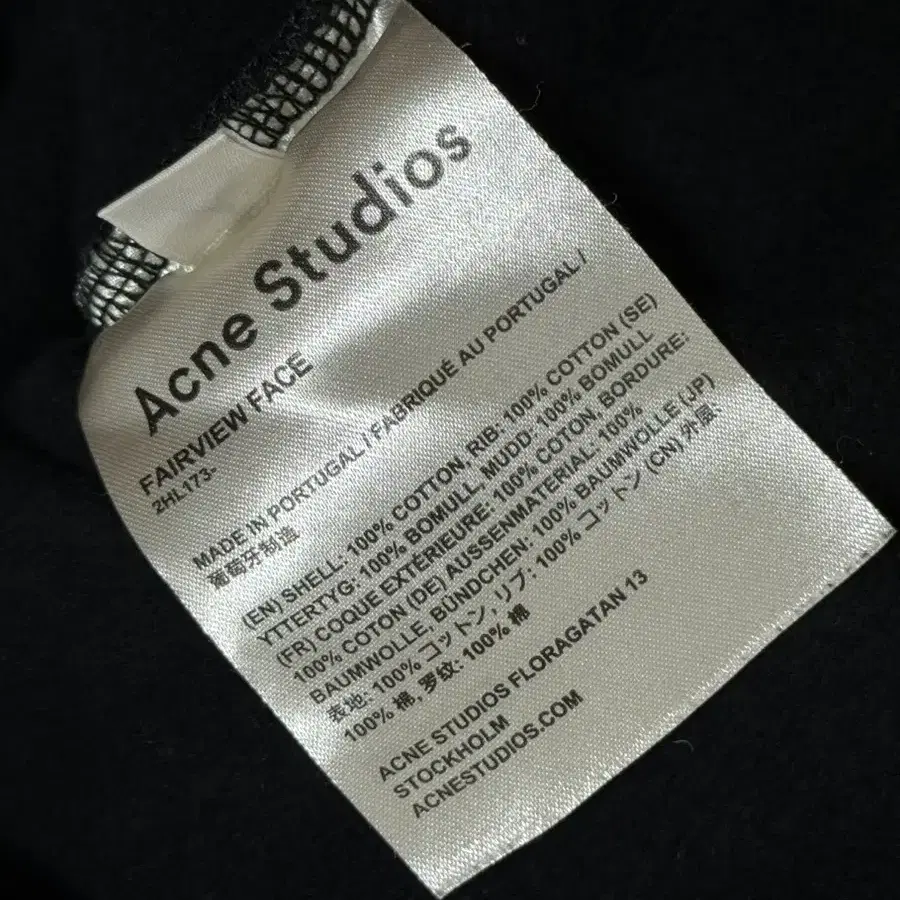 Acne Studios
FAIRVIEW FACE
2HL173-
MADE IN PORTUGAL / FABRIQUÉ AU PORTUGAL /
葡萄牙制造
(EN) SHELL: 100% COTTON, RIB: 100% COTTON (SE)
YTTERTYG: 100% BOMULL, MUDD: 100% BOMULL
(FR) COQUE EXTÉRIEURE: 100% COTON, BORDURE:
100% COTON (DE) AUSSENMATERIAL: 100%
BAUMWOLLE, BÜNDCHEN: 100% BAUMWOLLE (JP)
表地: 100% コットン, リブ: 100% コットン (CN) 外层:
100% 棉, 罗纹: 100% 棉
ACNE STUDIOS FLORAGATAN 13
STOCKHOLM
ACNESTUDIOS.COM